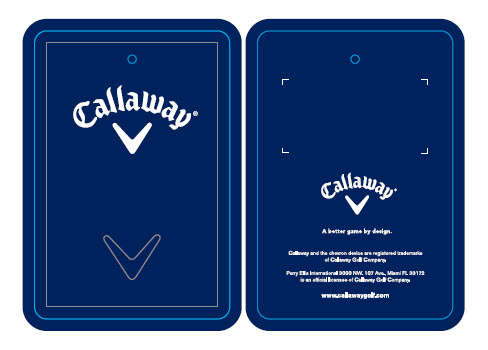 Callaway®
Callaway®
A better game by design.
Callaway and the chevron device are registered trademarks
of Callaway Golf Company.
Perry Ellis International 3000 NW. 107 Ave., Miami FL 33172
is an official licensee of Callaway Golf Company.
www.callawaygolf.com